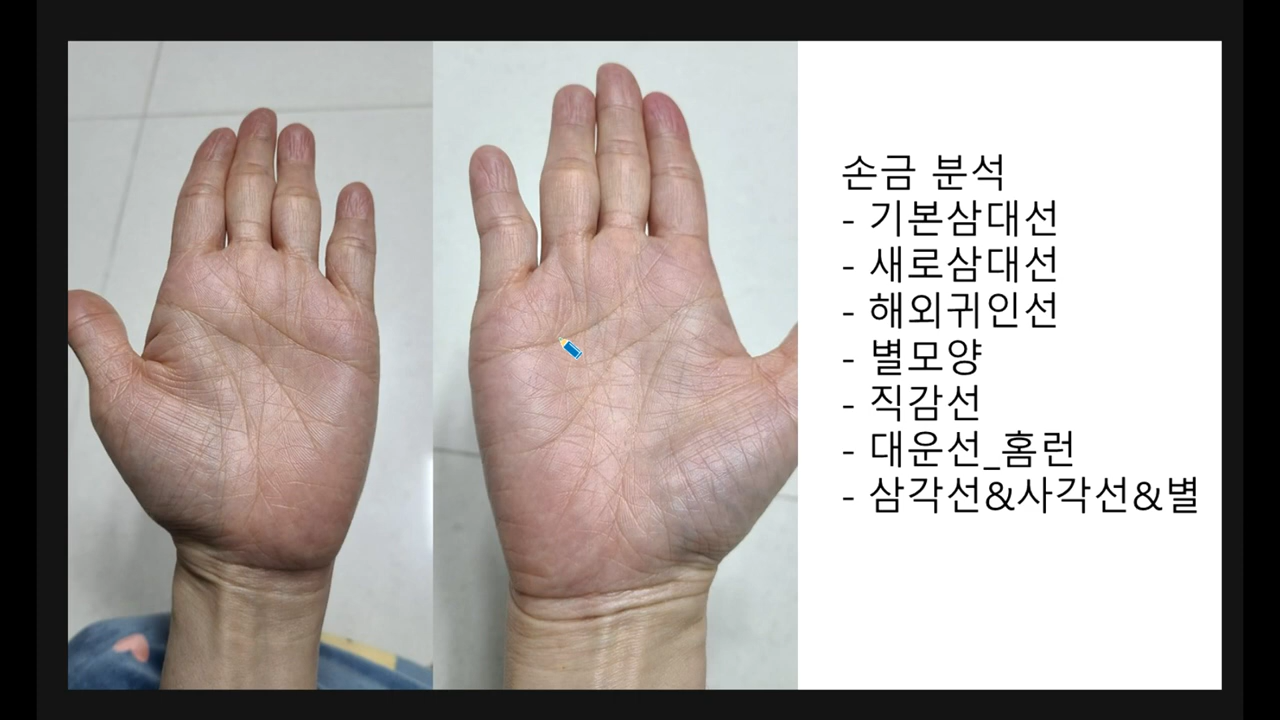 손금 분석
- 기본삼대선
- 새로삼대선
- 해외귀인선
- 별모양
- 직감선
- 대운선_홈런
- 삼각선&사각선&별